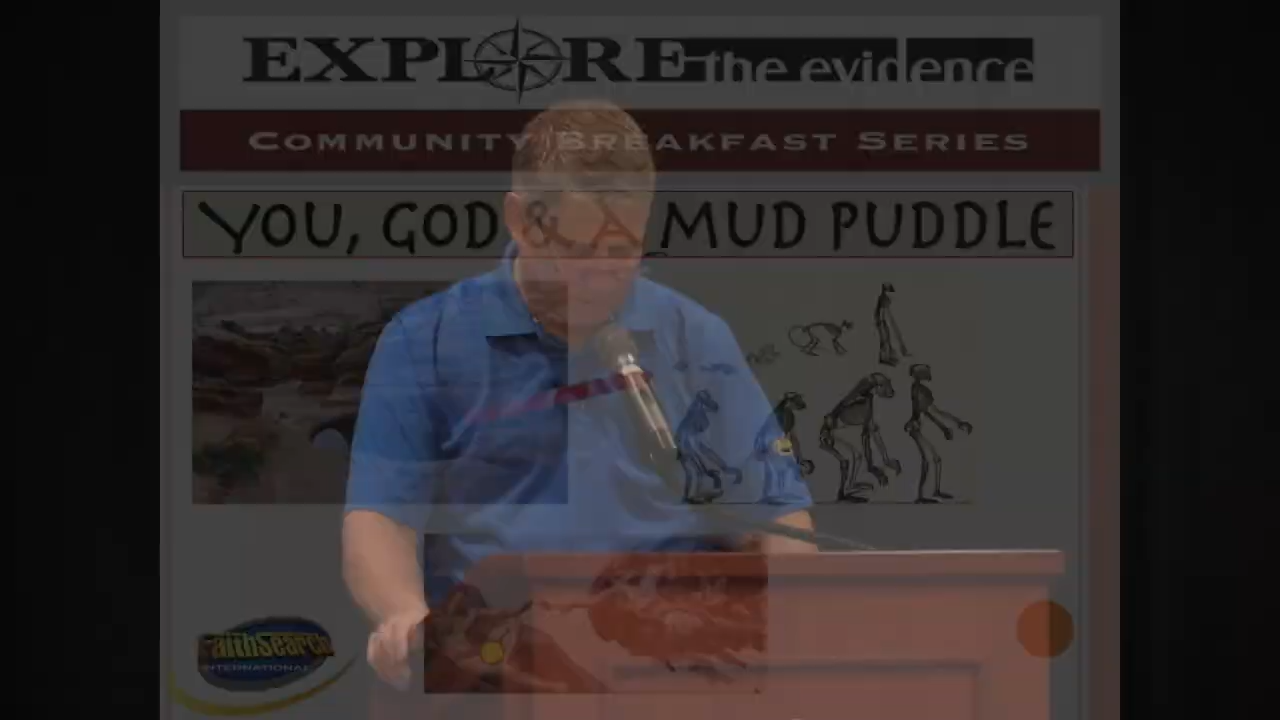 EXPLORE the evidence
COMMUNITY BREAKFAST SERIES
YOU, GOD & A MUD PUDDLE
FaithSearch
INTERNATIONAL